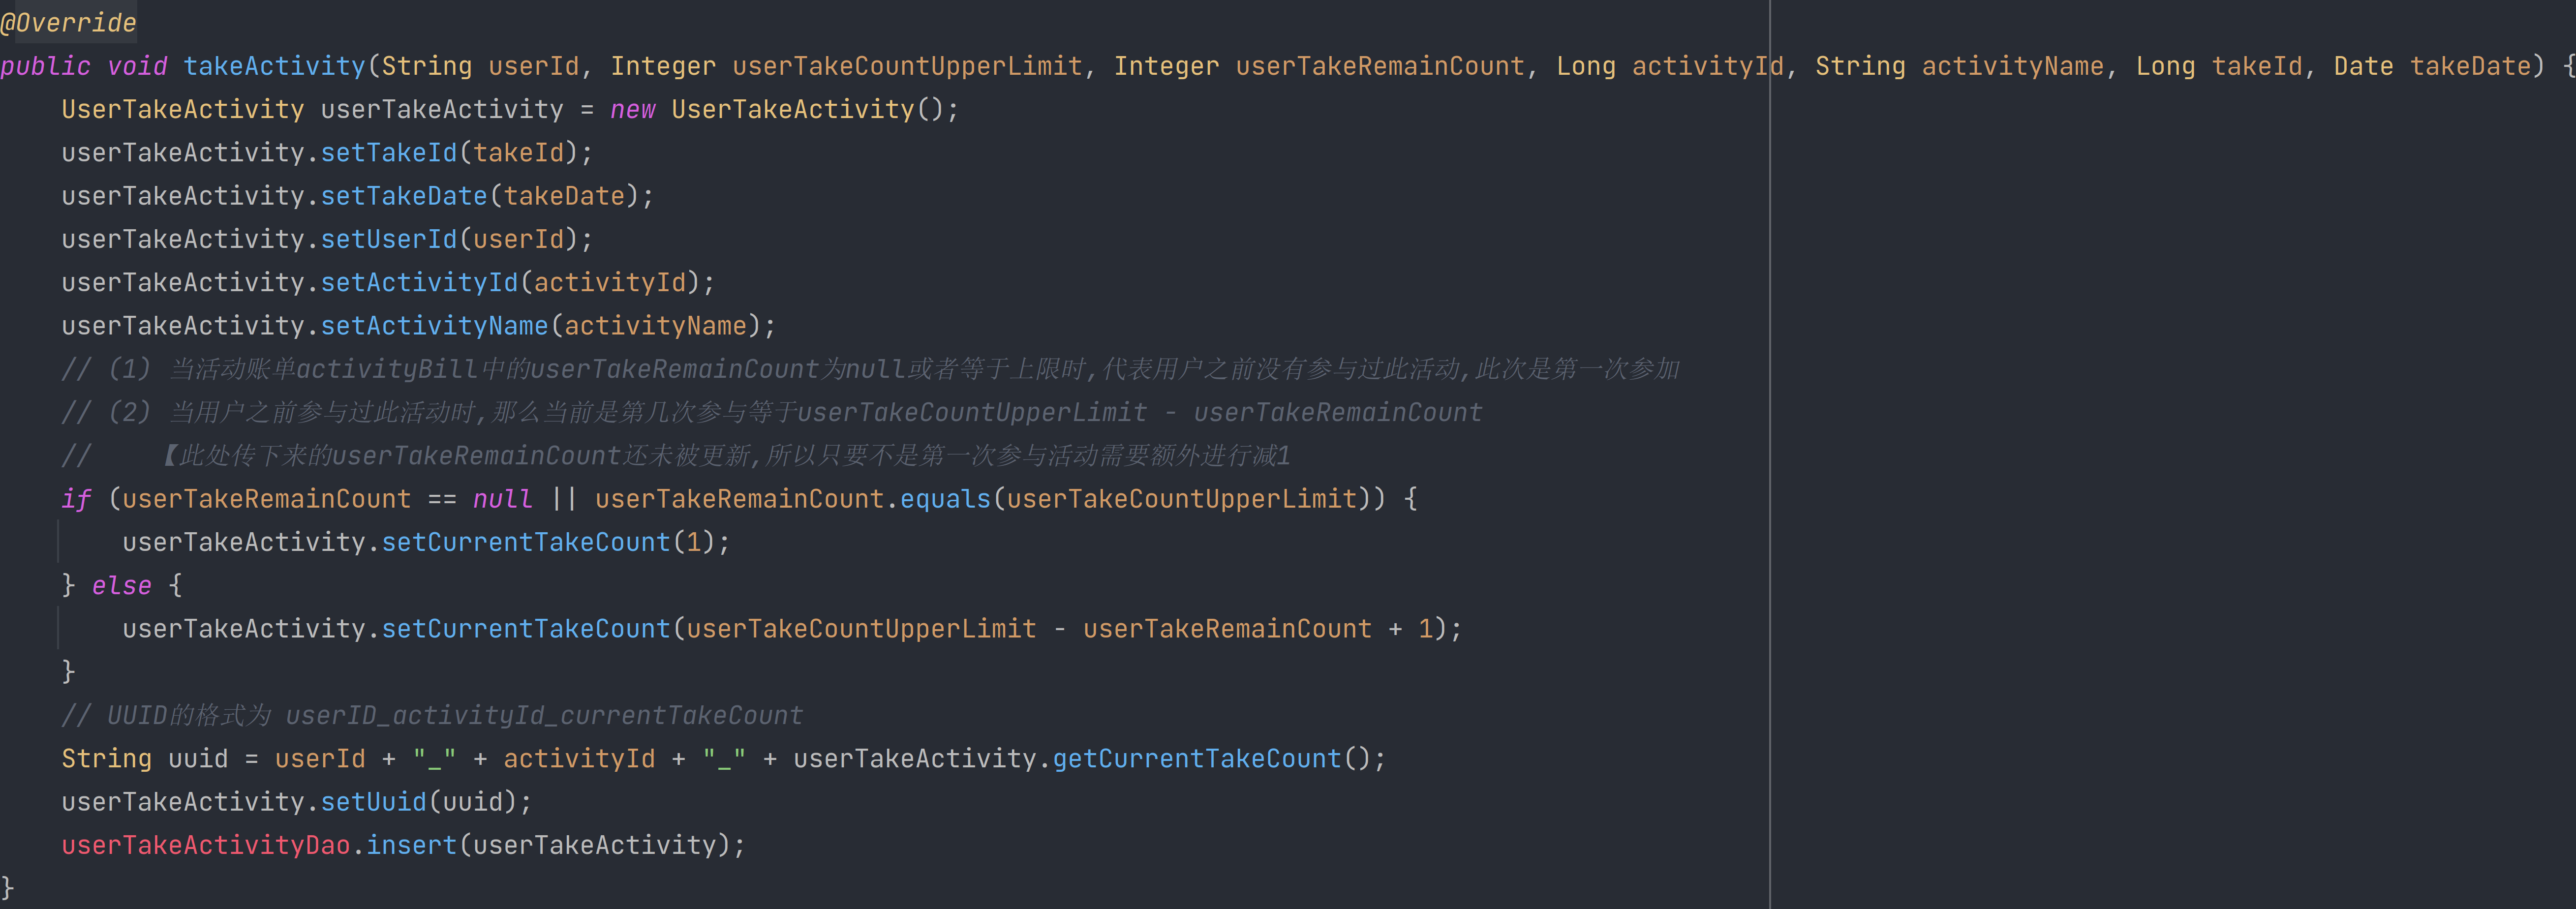 @Override
public void takeActivity(String userId, Integer userTakeCountUpperLimit, Integer userTakeRemainCount, Long activityId, String activityName, Long takeId, Date takeDate) {
    UserTakeActivity userTakeActivity = new UserTakeActivity();
    userTakeActivity.setTakeId(takeId);
    userTakeActivity.setTakeDate(takeDate);
    userTakeActivity.setUserId(userId);
    userTakeActivity.setActivityId(activityId);
    userTakeActivity.setActivityName(activityName);
    // (1) 当活动账单activityBill中的userTakeRemainCount为null或者等于上限时,代表用户之前没有参与过此活动,此次是第一次参加
    // (2) 当用户之前参与过此活动时,那么当前是第几次参与等于userTakeCountUpperLimit - userTakeRemainCount
    //    【此处传下来的userTakeRemainCount还未被更新,所以只要不是第一次参与活动需要额外进行减1
    if (userTakeRemainCount == null || userTakeRemainCount.equals(userTakeCountUpperLimit)) {
        userTakeActivity.setCurrentTakeCount(1);
    } else {
        userTakeActivity.setCurrentTakeCount(userTakeCountUpperLimit - userTakeRemainCount + 1);
    }
    // UUID的格式为 userID_activityId_currentTakeCount
    String uuid = userId + "_" + activityId + "_" + userTakeActivity.getCurrentTakeCount();
    userTakeActivity.setUuid(uuid);
    userTakeActivityDao.insert(userTakeActivity);
}